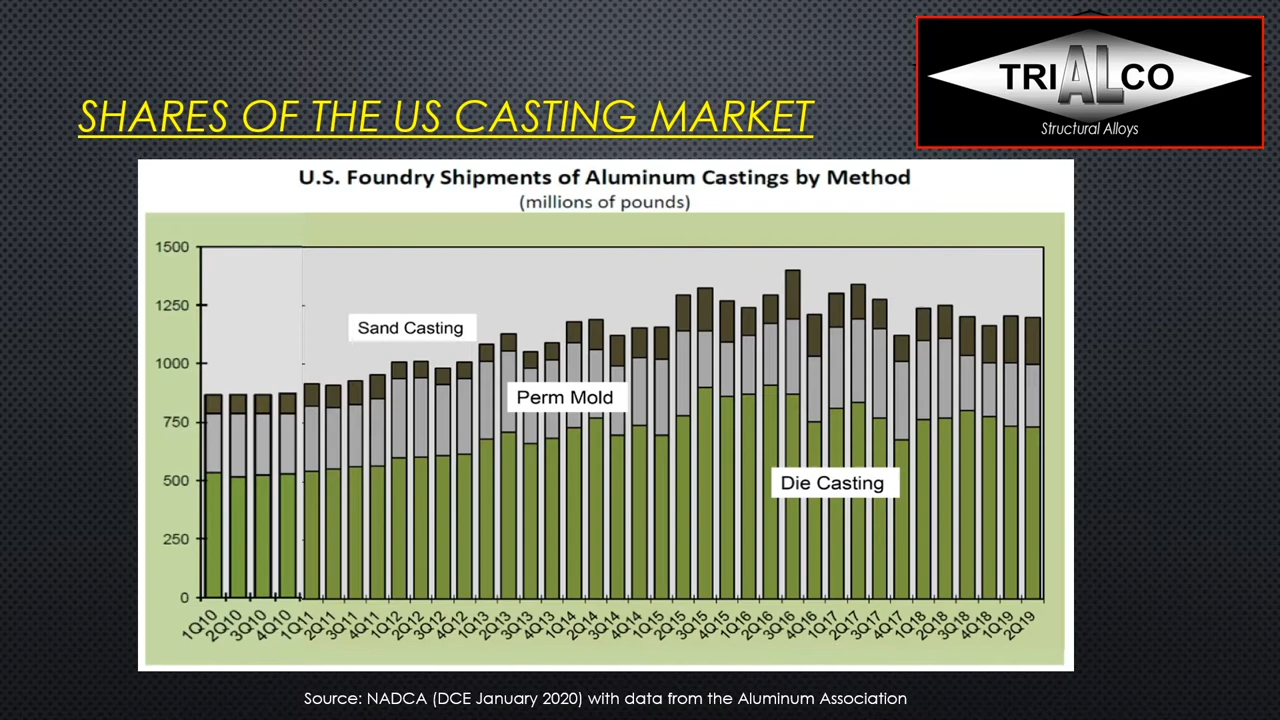 TRIALCO
Structural Alloys
SHARES OF THE US CASTING MARKET
U.S. Foundry Shipments of Aluminum Castings by Method
(millions of pounds)
1500
1250
1000
750
500
250
0
Sand Casting
Perm Mold
Die Casting
1Q10 2Q10 3Q10 4Q10 1Q11 2Q11 3Q11 4Q11 1Q12 2Q12 3Q12 4Q12 1Q13 2Q13 3Q13 4Q13 1Q14 2Q14 3Q14 4Q14 1Q15 2Q15 3Q15 4Q15 1Q16 2Q16 3Q16 4Q16 1Q17 2Q17 3Q17 4Q17 1Q18 2Q18 3Q18 4Q18 1Q19 2Q19
Source: NADCA (DCE January 2020) with data from the Aluminum Association